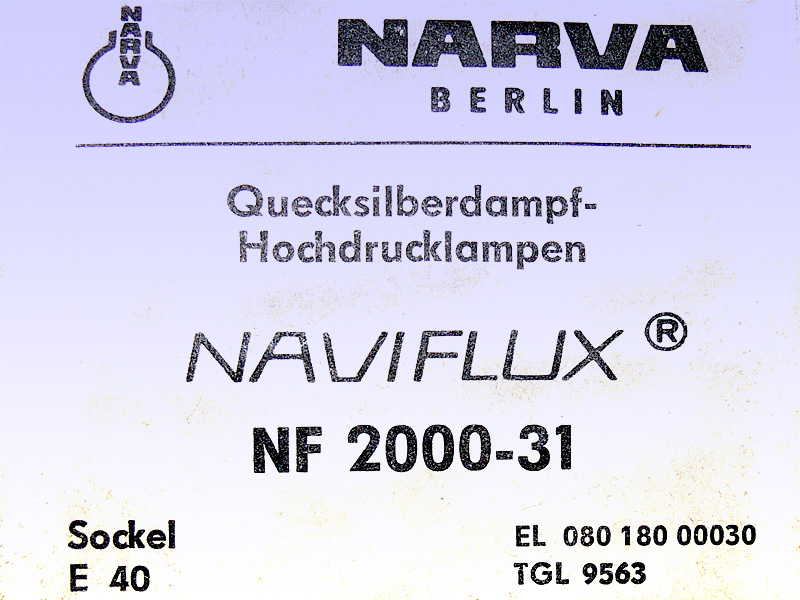 NARVA
NARVA
BERLIN
Quecksilberdampf-
Hochdrucklampen
NAVIFLUX ®
NF 2000-31
Sockel
E 40
EL 080 180 00030
TGL 9563